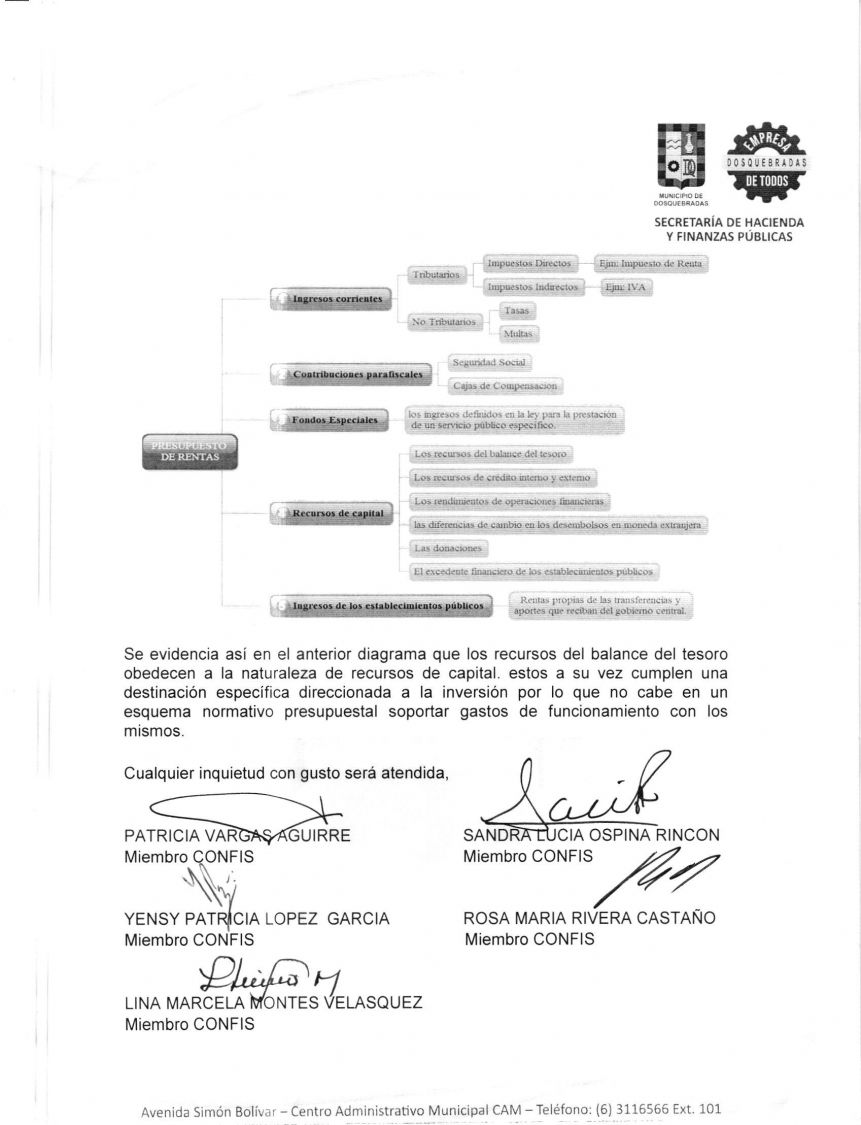 EMPRESA
DOSQUEBRADAS
DE TODOS
MUNICIPIO DE
DOSQUEBRADAS
SECRETARÍA DE HACIENDA
Y FINANZAS PÚBLICAS
Impuestos Directos
Ejm: Impuesto de Renta
Tributarios
Impuestos Indirectos
Ejm: IVA
1 Ingresos corrientes
Tasas
No Tributarios
Multas
Seguridad Social
2 Contribuciones parafiscales
Cajas de Compensacion
3 Fondos Especiales
los ingresos definidos en la ley para la prestación
de un servicio público específico.
PRESUPUESTO
DE RENTAS
Los recursos del balance del tesoro
Los recursos de crédito interno y externo
Los rendimientos de operaciones financieras
4 Recursos de capital
las diferencias de cambio en los desembolsos en moneda extranjera
Las donaciones
El excedente financiero de los establecimientos públicos
5 Ingresos de los establecimientos públicos
Rentas propias de las transferencias y
aportes que reciban del gobierno central.
Se evidencia así en el anterior diagrama que los recursos del balance del tesoro
obedecen a la naturaleza de recursos de capital. estos a su vez cumplen una
destinación específica direccionada a la inversión por lo que no cabe en un
esquema normativo presupuestal soportar gastos de funcionamiento con los
mismos.
Cualquier inquietud con gusto será atendida,
PATRICIA VARGAS AGUIRRE
Miembro CONFIS
SANDRA LUCIA OSPINA RINCON
Miembro CONFIS
YENSY PATRICIA LOPEZ GARCIA
Miembro CONFIS
ROSA MARIA RIVERA CASTAÑO
Miembro CONFIS
LINA MARCELA MONTES VELASQUEZ
Miembro CONFIS
Avenida Simón Bolívar – Centro Administrativo Municipal CAM – Teléfono: (6) 3116566 Ext. 101